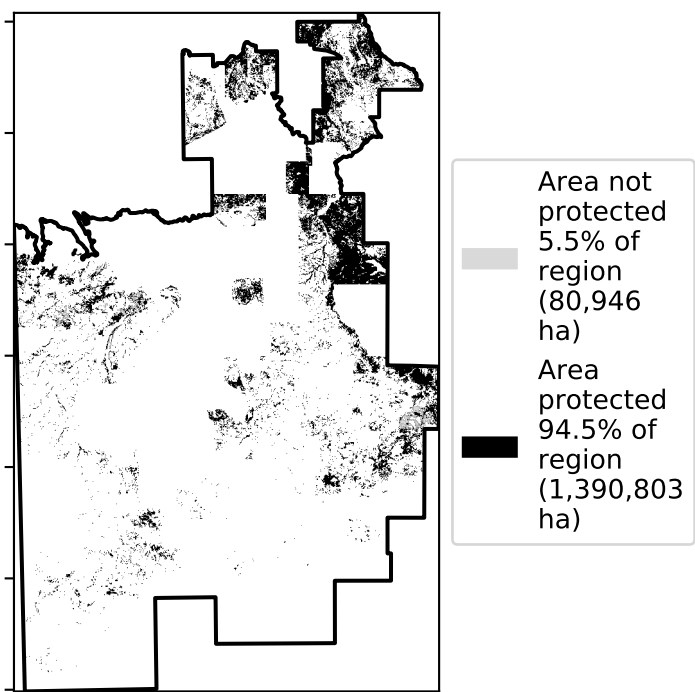 Area not
protected
5.5% of
region
(80,946
ha)
Area
protected
94.5% of
region
(1,390,803
ha)